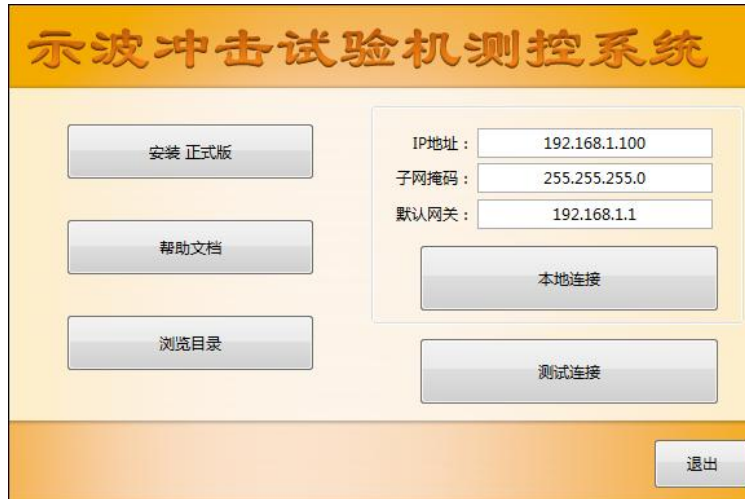 示波冲击试验机测控系统
安装 正式版
帮助文档
浏览目录
IP地址： 192.168.1.100
子网掩码： 255.255.255.0
默认网关： 192.168.1.1
本地连接
测试连接
退出